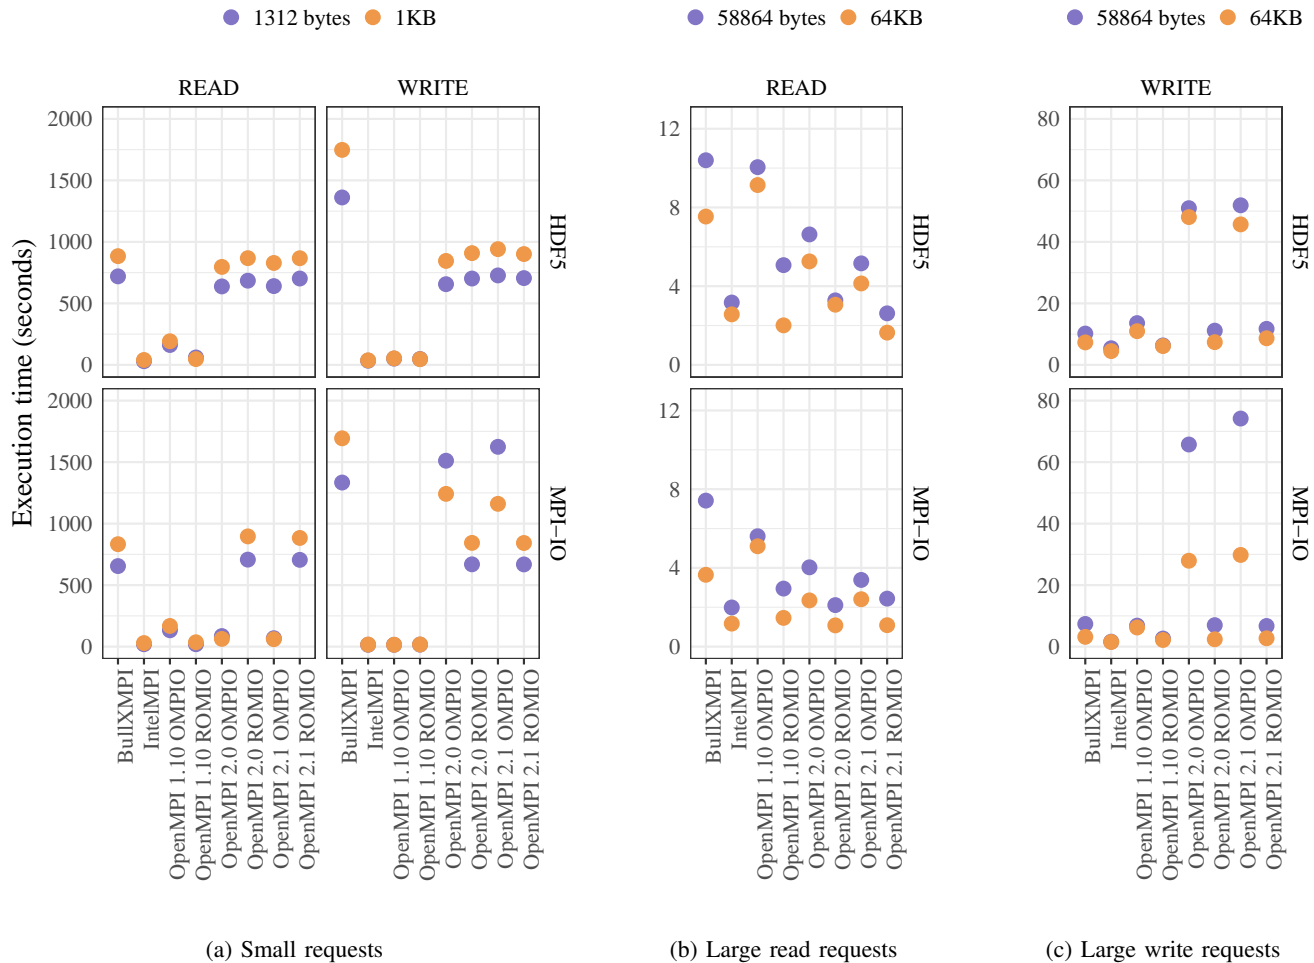 1312 bytes 1KB
58864 bytes 64KB
58864 bytes 64KB
READ WRITE
READ
WRITE
Execution time (seconds)
2000
1500
1000
500
0
HDF5
2000
1500
1000
500
0
MPI−IO
12
8
4
0
HDF5
12
8
4
0
MPI−IO
80
60
40
20
0
HDF5
80
60
40
20
0
MPI−IO
BullXMPI
IntelMPI
OpenMPI 1.10 OMPIO
OpenMPI 1.10 ROMIO
OpenMPI 2.0 OMPIO
OpenMPI 2.0 ROMIO
OpenMPI 2.1 OMPIO
OpenMPI 2.1 ROMIO
BullXMPI
IntelMPI
OpenMPI 1.10 OMPIO
OpenMPI 1.10 ROMIO
OpenMPI 2.0 OMPIO
OpenMPI 2.0 ROMIO
OpenMPI 2.1 OMPIO
OpenMPI 2.1 ROMIO
BullXMPI
IntelMPI
OpenMPI 1.10 OMPIO
OpenMPI 1.10 ROMIO
OpenMPI 2.0 OMPIO
OpenMPI 2.0 ROMIO
OpenMPI 2.1 OMPIO
OpenMPI 2.1 ROMIO
BullXMPI
IntelMPI
OpenMPI 1.10 OMPIO
OpenMPI 1.10 ROMIO
OpenMPI 2.0 OMPIO
OpenMPI 2.0 ROMIO
OpenMPI 2.1 OMPIO
OpenMPI 2.1 ROMIO
(a) Small requests
(b) Large read requests
(c) Large write requests